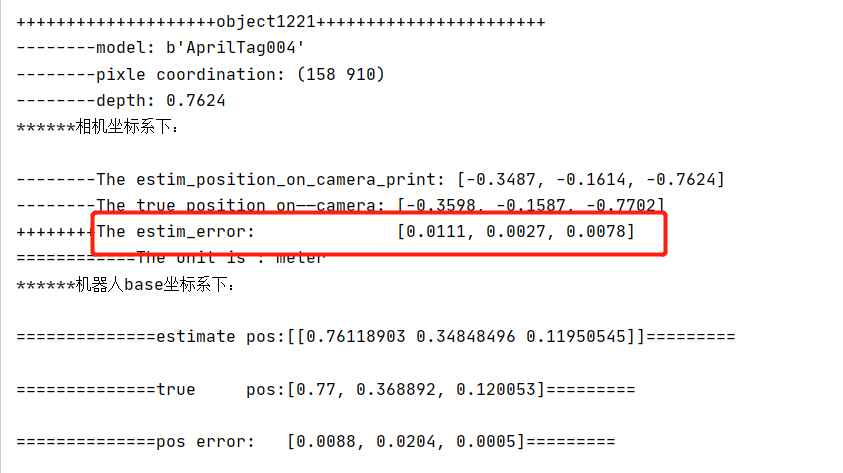 ++++++++++++++++++++object1221+++++++++++++++++++++++
--------model: b'AprilTag004'
--------pixle coordination: (158 910)
--------depth: 0.7624
******相机坐标系下:
--------The estim_position_on_camera_print: [-0.3487, -0.1614, -0.7624]
--------The true position on——camera: [-0.3598, -0.1587, -0.7702]
++++++++The estim_error: [0.0111, 0.0027, 0.0078]
============The unit is : meter
******机器人base坐标系下:
==============estimate pos:[[0.76118903 0.34848496 0.11950545]]=========
==============true pos:[0.77, 0.368892, 0.120053]=========
==============pos error: [0.0088, 0.0204, 0.0005]=========